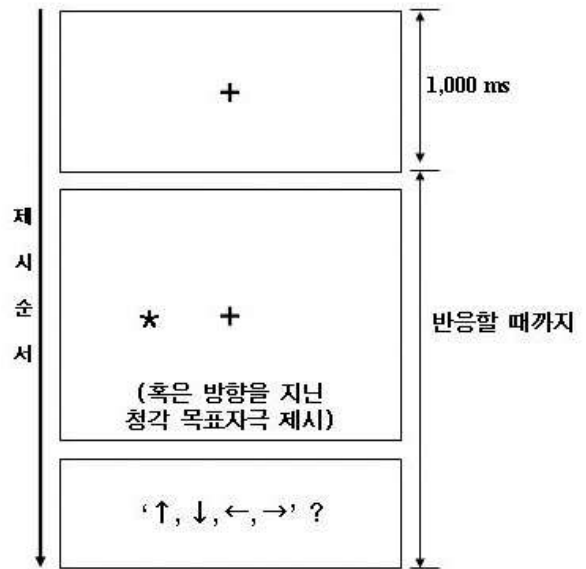 +
1,000 ms
제
시
순
서
* +
반응할 때까지
(혹은 방향을 지닌
청각 목표자극 제시)
‘↑, ↓, ←, →’ ?